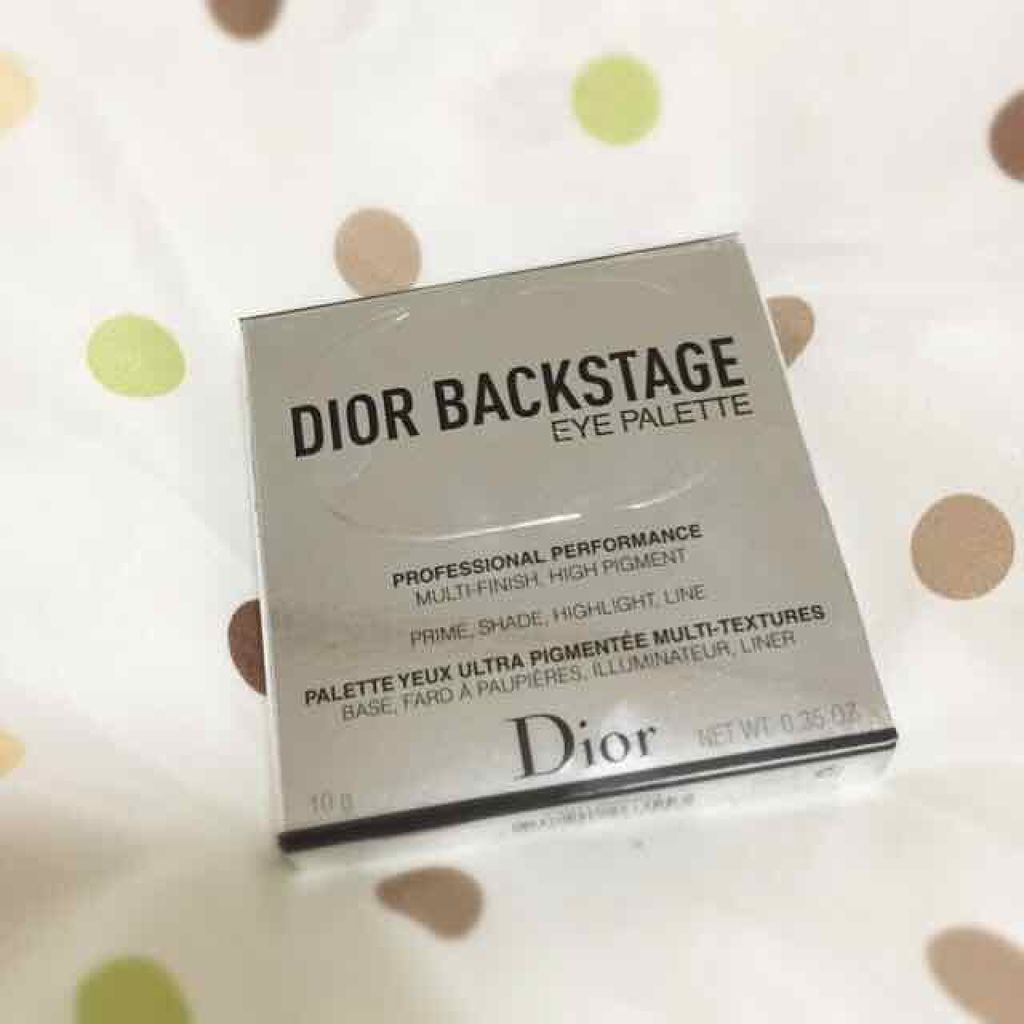 DIOR BACKSTAGE
EYE PALETTE
PROFESSIONAL PERFORMANCE
MULTI-FINISH, HIGH PIGMENT
PRIME, SHADE, HIGHLIGHT, LINE
PALETTE YEUX ULTRA PIGMENTÉE MULTI-TEXTURES
BASE, FARD À PAUPIÈRES, ILLUMINATEUR, LINER
Dior
10 g
NET WT. 0.35 OZ